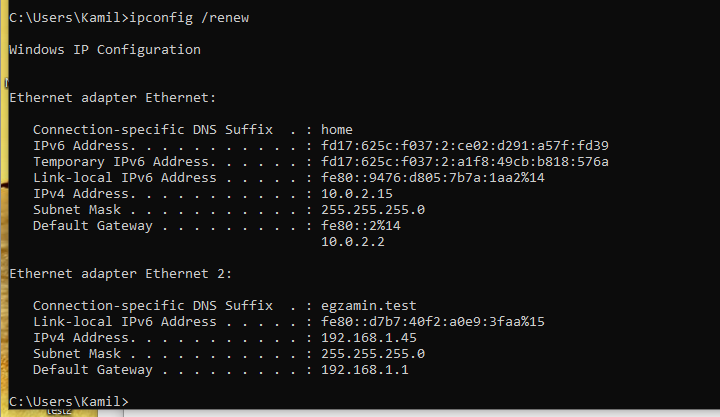 C:\Users\Kamil>ipconfig /renew
Windows IP Configuration
Ethernet adapter Ethernet:
Connection-specific DNS Suffix  . : home
IPv6 Address. . . . . . . . . . . : fd17:625c:f037:2:ce02:d291:a57f:fd39
Temporary IPv6 Address. . . . . . : fd17:625c:f037:2:a1f8:49cb:b818:576a
Link-local IPv6 Address . . . . . : fe80::9476:d805:7b7a:1aa2%14
IPv4 Address. . . . . . . . . . . : 10.0.2.15
Subnet Mask . . . . . . . . . . . : 255.255.255.0
Default Gateway . . . . . . . . . : fe80::2%14
10.0.2.2
Ethernet adapter Ethernet 2:
Connection-specific DNS Suffix  . : egzamin.test
Link-local IPv6 Address . . . . . : fe80::d7b7:40f2:a0e9:3faa%15
IPv4 Address. . . . . . . . . . . : 192.168.1.45
Subnet Mask . . . . . . . . . . . : 255.255.255.0
Default Gateway . . . . . . . . . : 192.168.1.1
C:\Users\Kamil>
test2